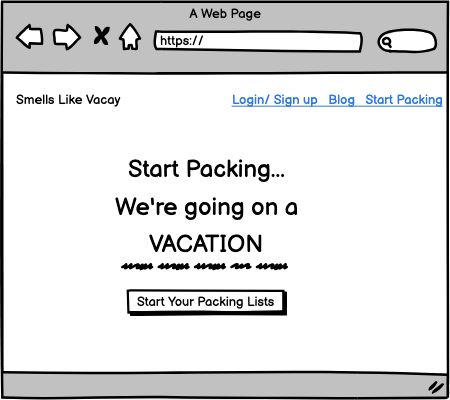 A Web Page
https://
Smells Like Vacay
Login/ Sign up Blog Start Packing
Start Packing...
We're going on a
VACATION
Start Your Packing Lists